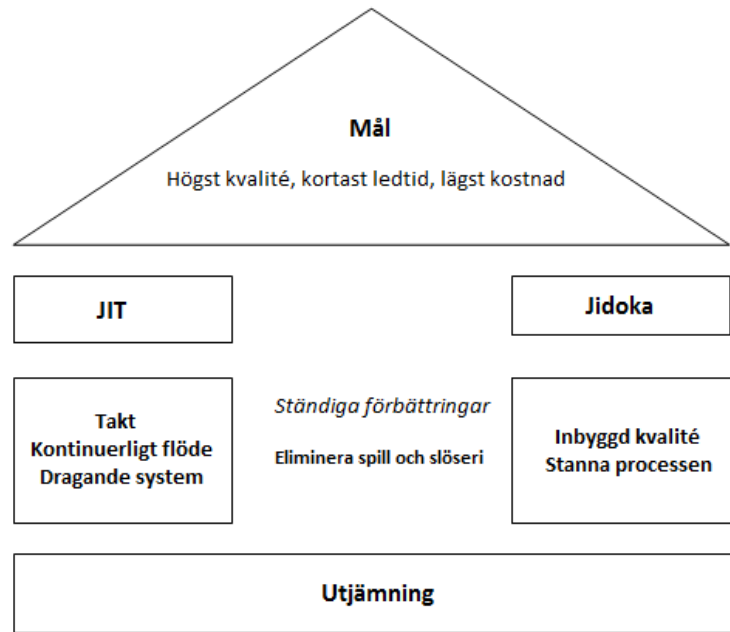 Mål
Högst kvalité, kortast ledtid, lägst kostnad
JIT
Jidoka
Takt
Kontinuerligt flöde
Dragande system
Ständiga förbättringar
Eliminera spill och slöseri
Inbyggd kvalité
Stanna processen
Utjämning